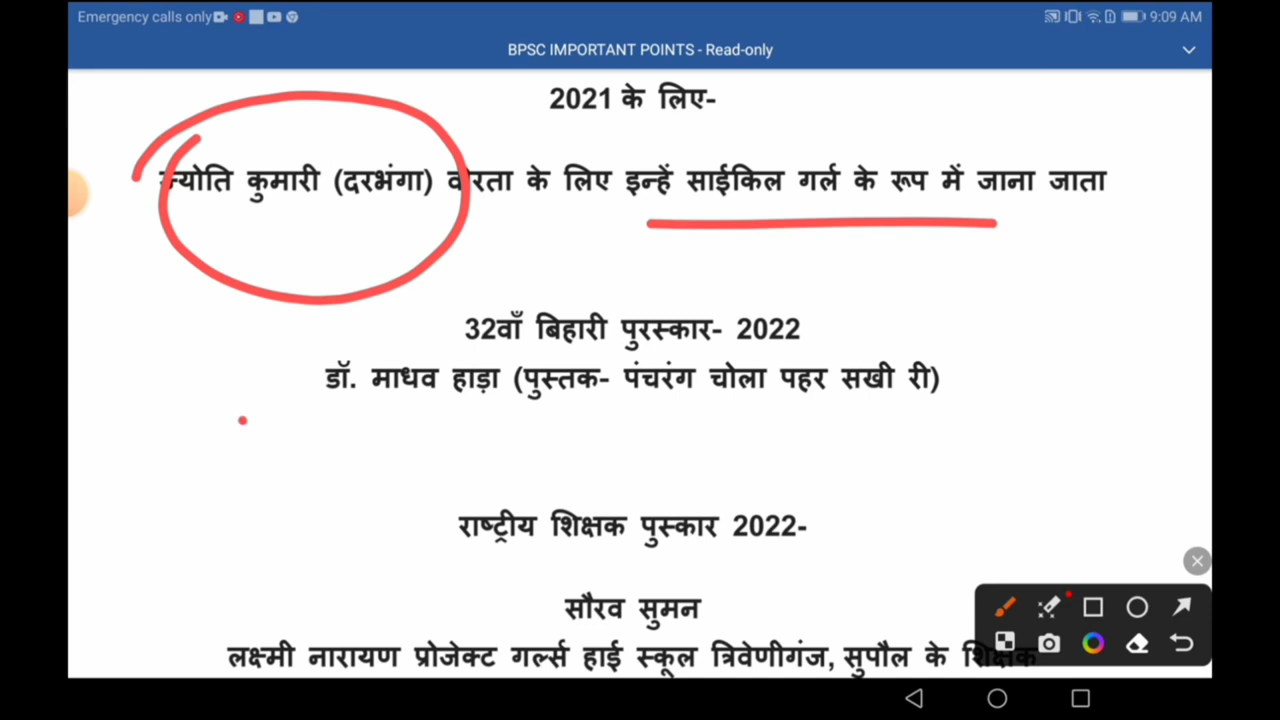 Emergency calls only
9:09 AM
BPSC IMPORTANT POINTS - Read-only
2021 के लिए-
ज्योति कुमारी (दरभंगा) वीरता के लिए इन्हें साईकिल गर्ल के रूप में जाना जाता
32वाँ बिहारी पुरस्कार- 2022
डॉ. माधव हाड़ा (पुस्तक- पंचरंग चोला पहर सखी री)
राष्ट्रीय शिक्षक पुस्कार 2022-
सौरव सुमन
लक्ष्मी नारायण प्रोजेक्ट गर्ल्स हाई स्कूल त्रिवेणीगंज, सुपौल के शिक्षक